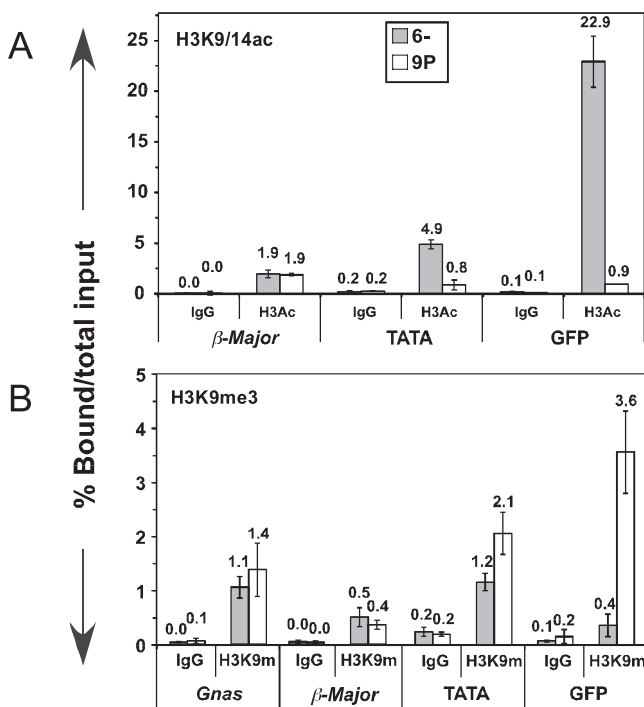 A
H3K9/14ac
6-
9P
25
20
15
10
5
0
0.0 0.0
1.9 1.9
0.2 0.2
4.9
0.8
0.1 0.1
22.9
0.9
IgG H3Ac IgG H3Ac IgG H3Ac
β-Major TATA GFP
% Bound/total input
B
H3K9me3
5
4
3
2
1
0
0.0 0.1
1.1 1.4
0.0 0.0
0.5 0.4
0.2 0.2
1.2 2.1
0.1 0.2
0.4 3.6
IgG H3K9m IgG H3K9m IgG H3K9m IgG H3K9m
Gnas β-Major TATA GFP